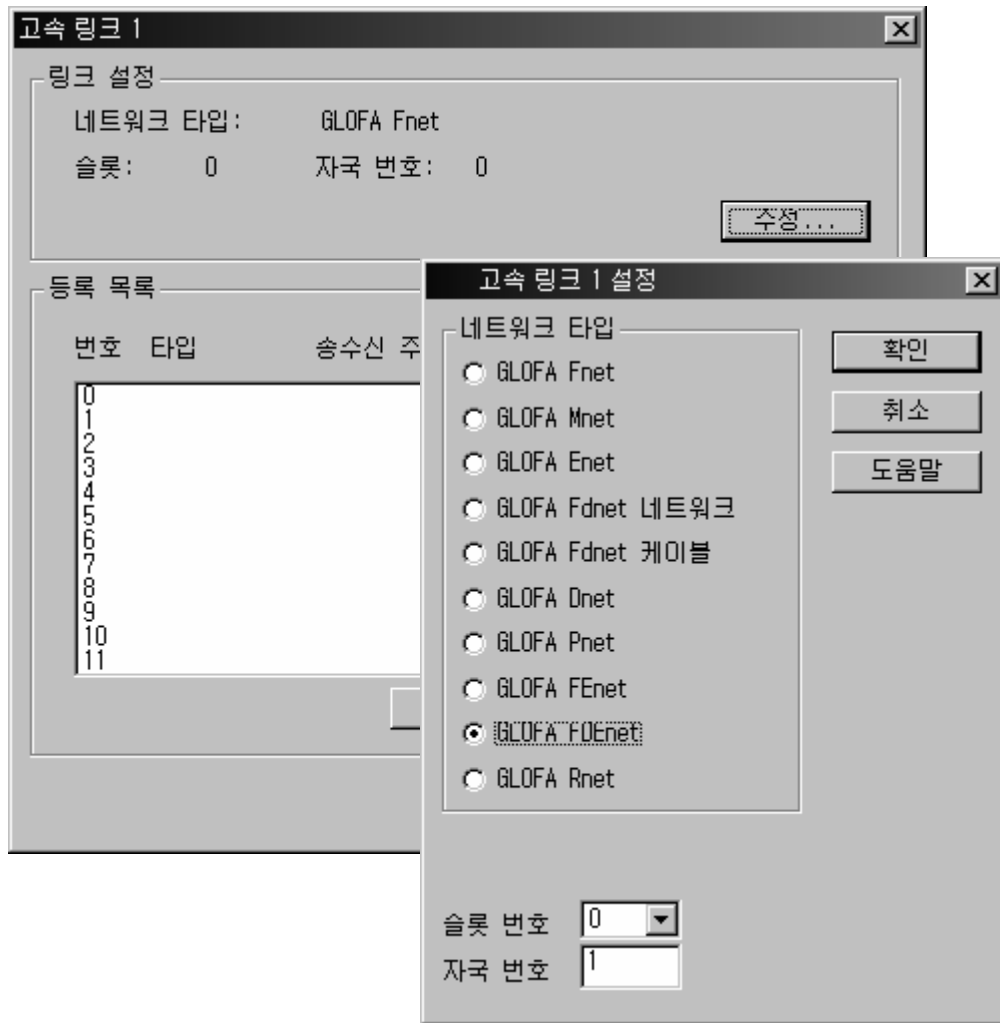 고속 링크 1
링크 설정
네트워크 타입: GLOFA Fnet
슬롯: 0 자국 번호: 0
수정...
등록 목록
번호 타입 송수신 주
0
1
2
3
4
5
6
7
8
9
10
11
고속 링크 1 설정
네트워크 타입
GLOFA Fnet
GLOFA Mnet
GLOFA Enet
GLOFA Fdnet 네트워크
GLOFA Fdnet 케이블
GLOFA Dnet
GLOFA Pnet
GLOFA FEnet
GLOFA FDEnet
GLOFA Rnet
확인
취소
도움말
슬롯 번호 0
자국 번호 1